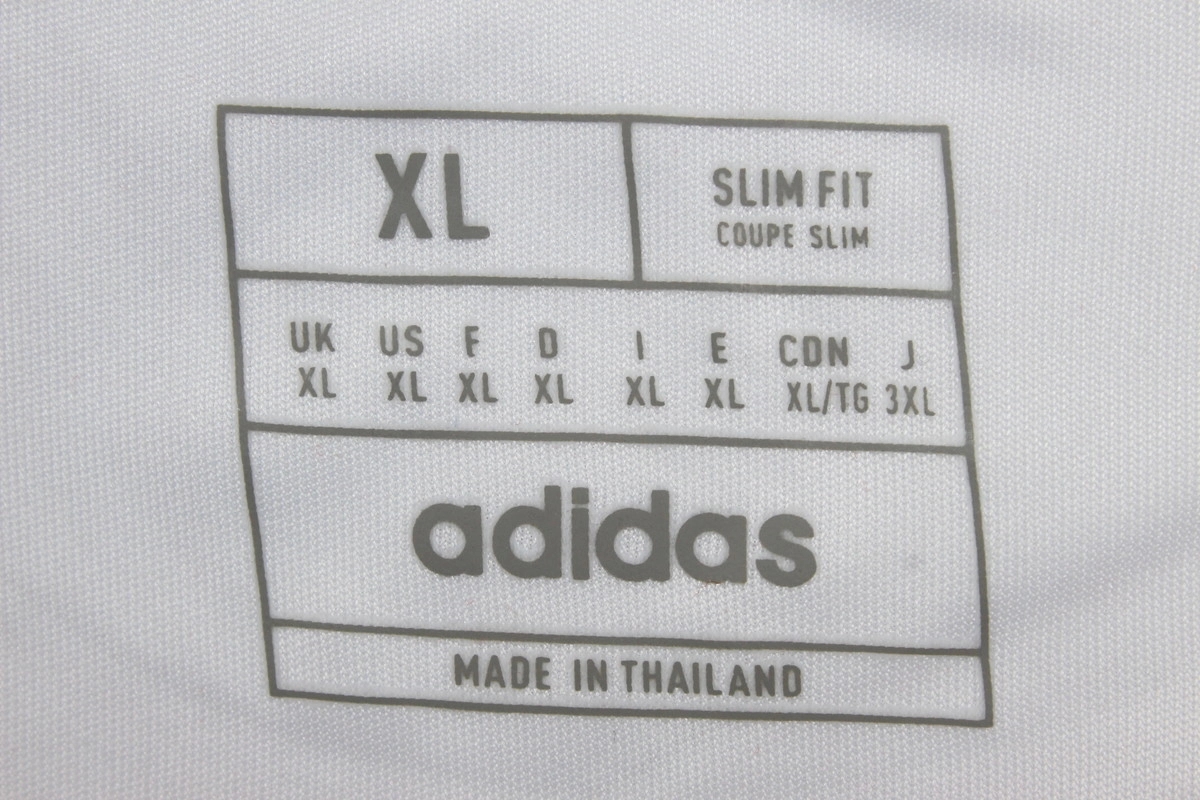 XL
SLIM FIT
COUPE SLIM
UK US F D I E CDN J
XL XL XL XL XL XL XL/TG 3XL
adidas
MADE IN THAILAND